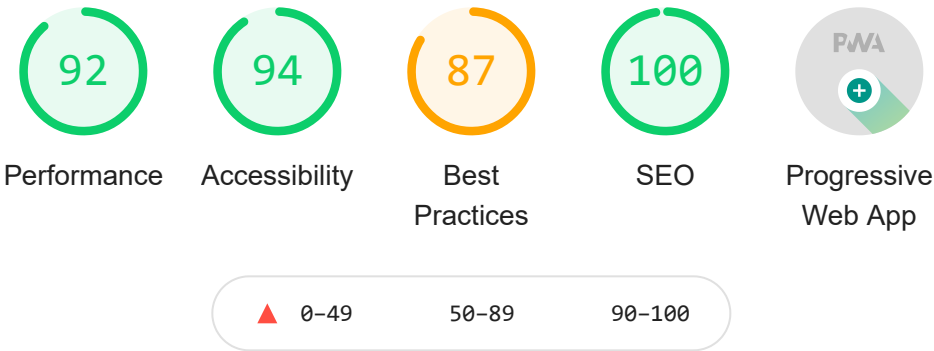 92 94 87 100 PWA
Performance Accessibility Best Practices SEO Progressive Web App
0–49 50–89 90–100